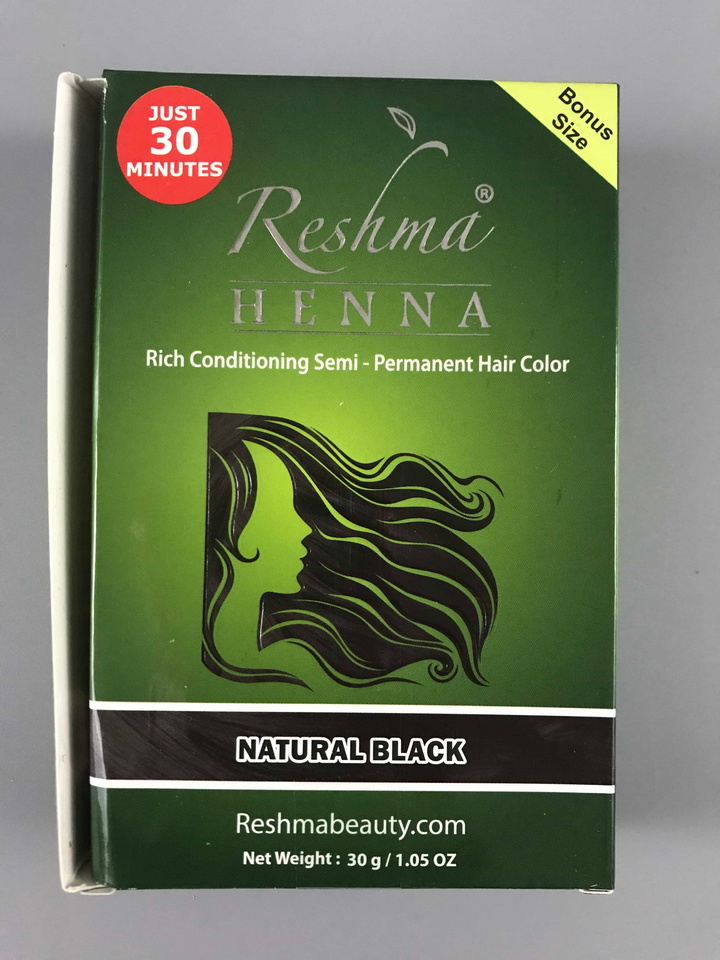 JUST
30
MINUTES
Bonus
Size
Reshma®
HENNA
Rich Conditioning Semi - Permanent Hair Color
NATURAL BLACK
Reshmabeauty.com
Net Weight : 30 g / 1.05 OZ